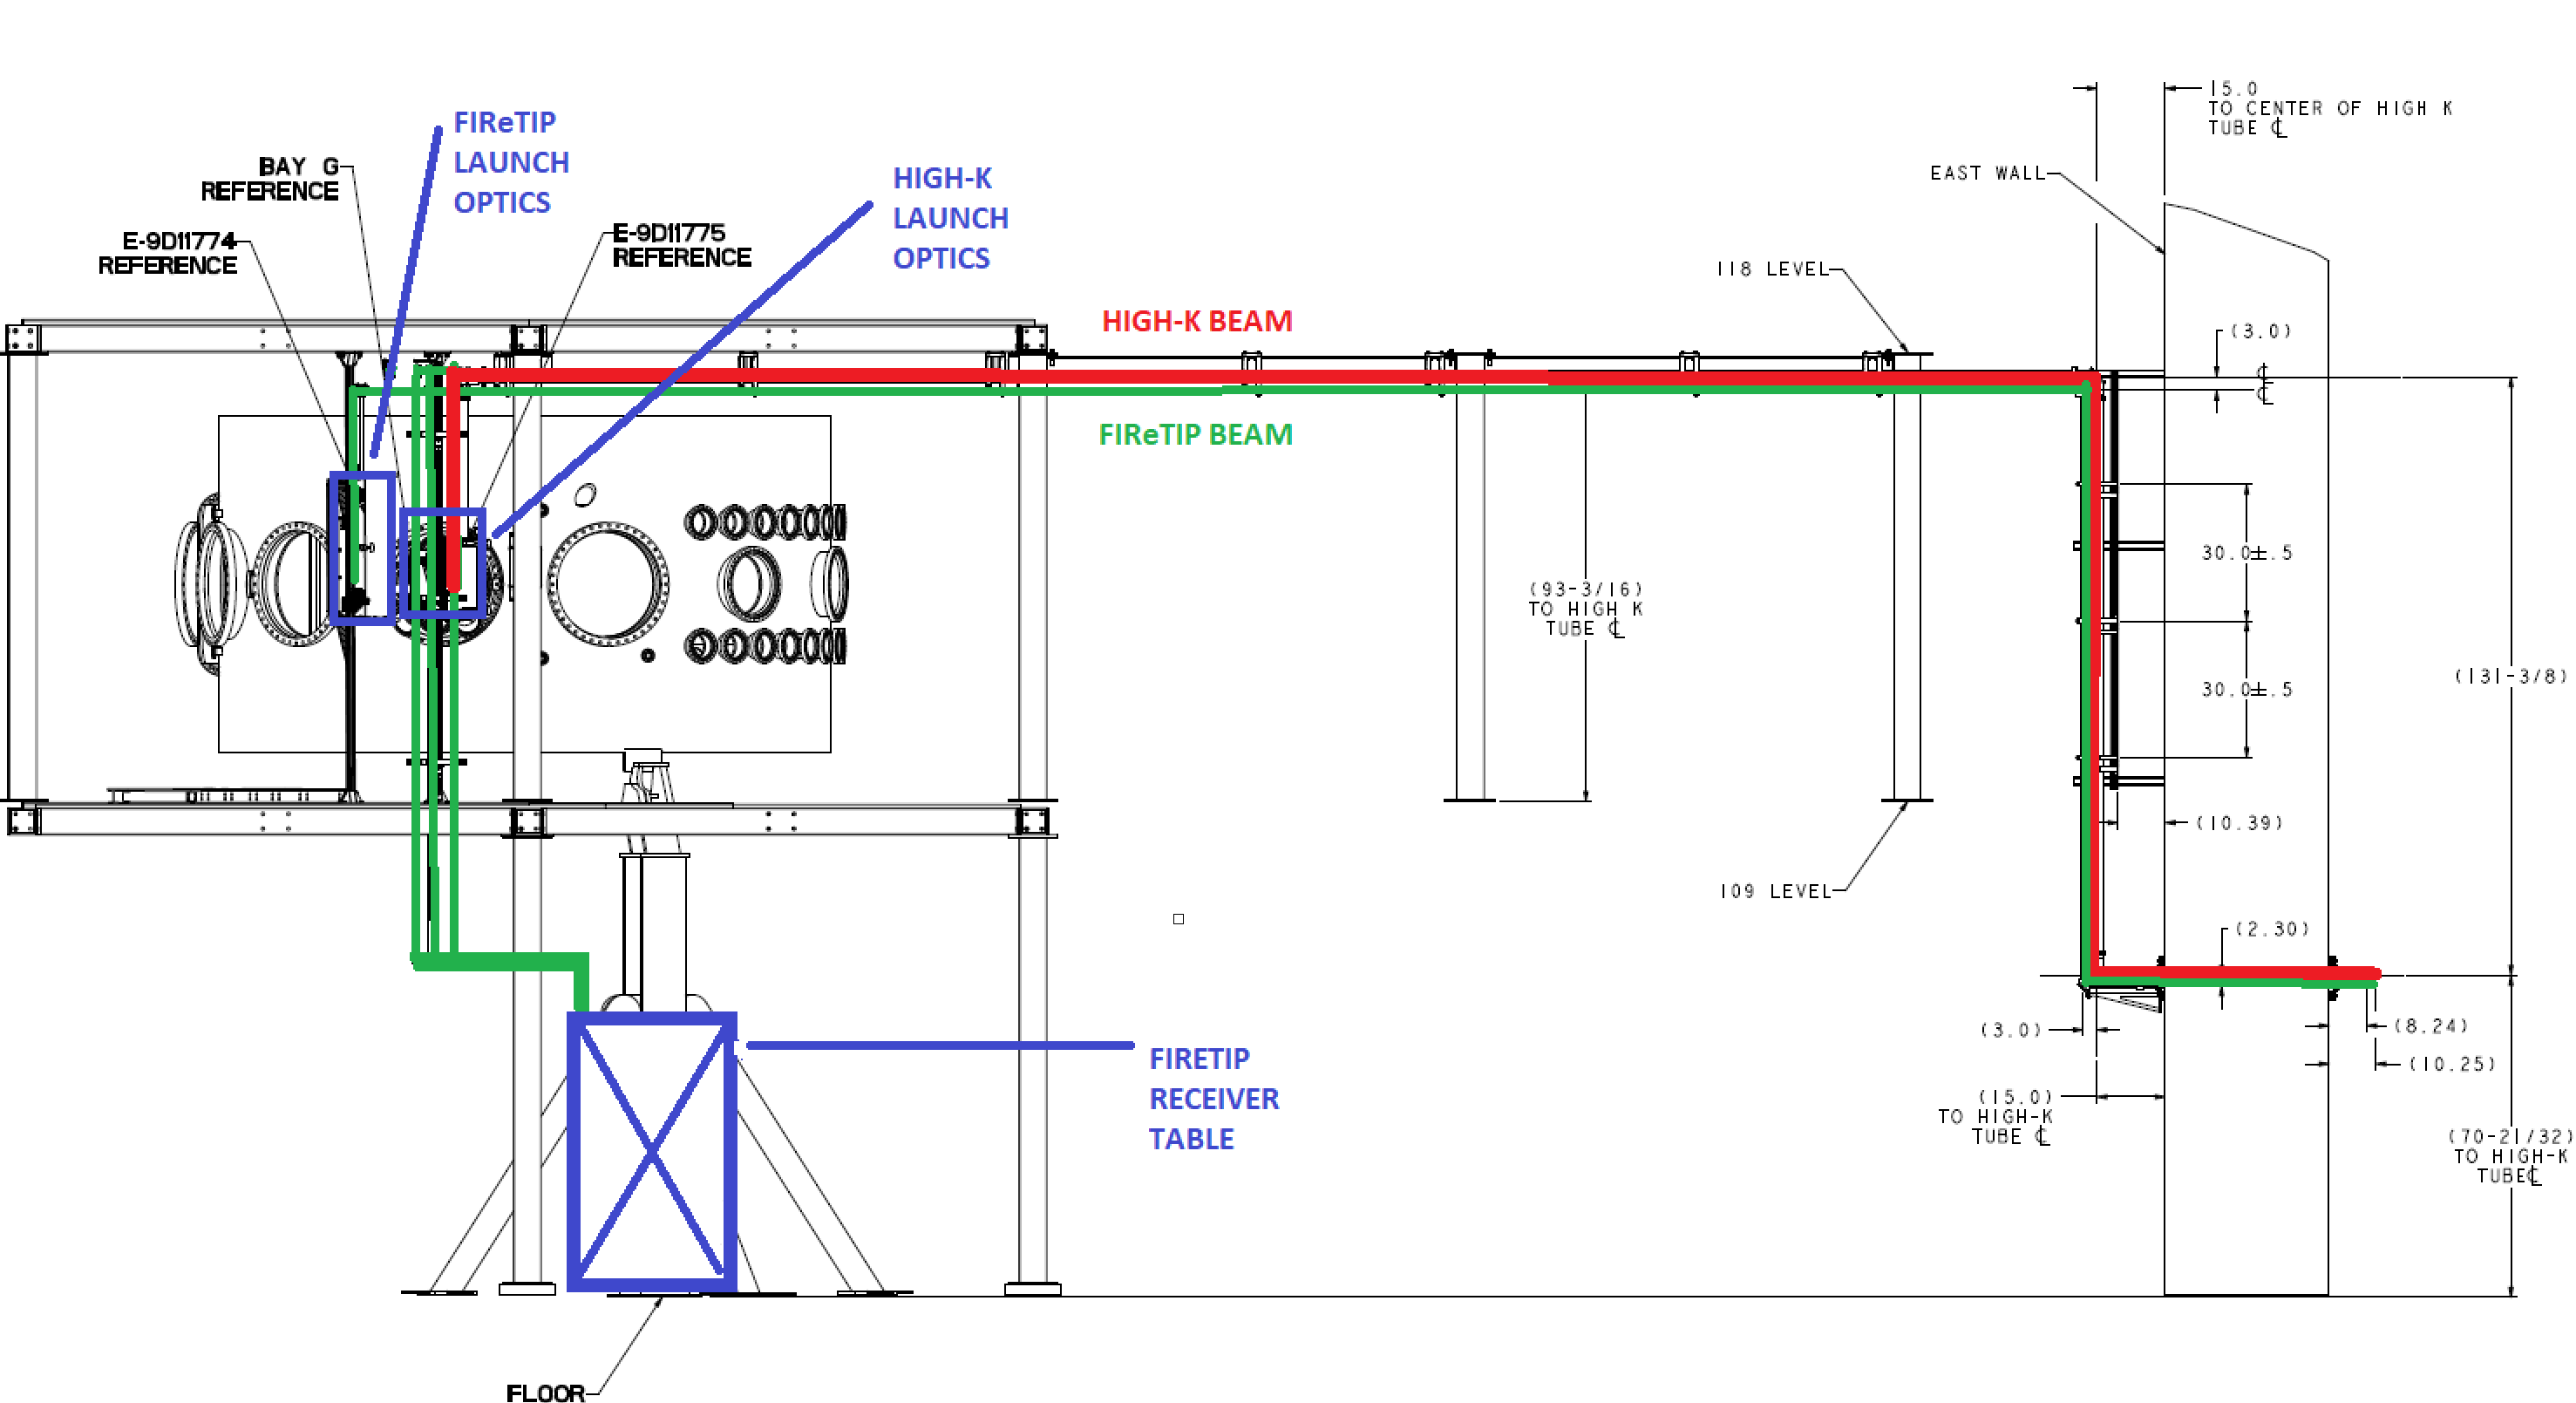 15.0
TO CENTER OF HIGH K
TUBE ℄
FIReTIP
LAUNCH
OPTICS
BAY G
REFERENCE
HIGH-K
LAUNCH
OPTICS
EAST WALL
E-9D11774
REFERENCE
E-9D11775
REFERENCE
118 LEVEL
HIGH-K BEAM
(3.0)
℄
℄
FIReTIP BEAM
30.0±.5
(93-3/16)
TO HIGH K
TUBE ℄
(131-3/8)
30.0±.5
(10.39)
109 LEVEL
(2.30)
(3.0)
(8.24)
FIRETIP
RECEIVER
TABLE
(10.25)
(15.0)
TO HIGH-K
TUBE ℄
(70-21/32)
TO HIGH-K
TUBE℄
FLOOR